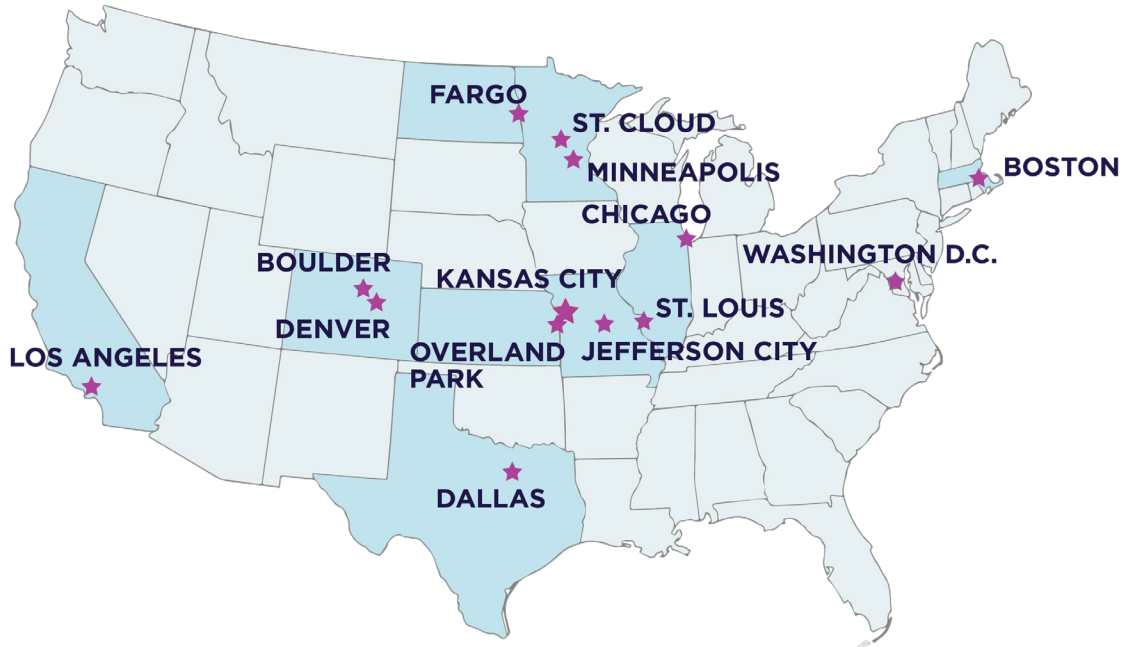 FARGO
ST. CLOUD
MINNEAPOLIS
BOSTON
CHICAGO
WASHINGTON D.C.
BOULDER
KANSAS CITY
ST. LOUIS
DENVER
LOS ANGELES
OVERLAND
PARK
JEFFERSON CITY
DALLAS